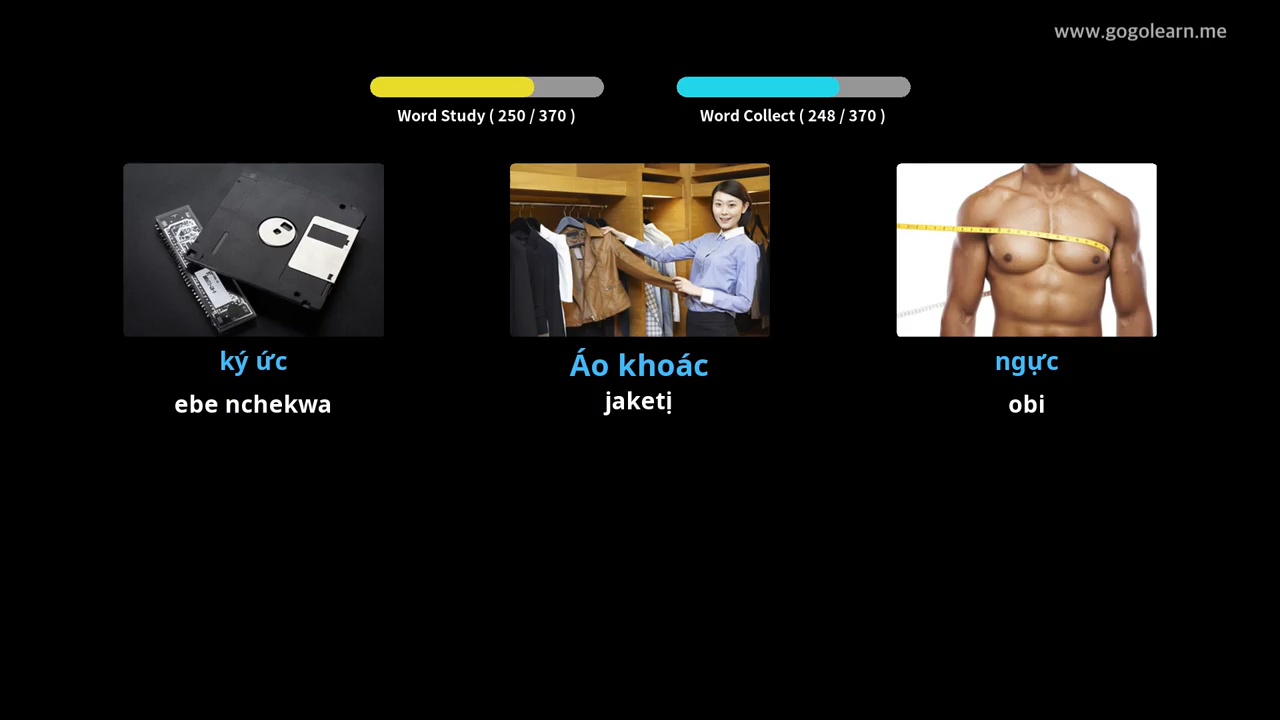 www.gogolearn.me
Word Study ( 250 / 370 )
Word Collect ( 248 / 370 )
ký ức
ebe nchekwa
Áo khoác
jaketị
ngực
obi